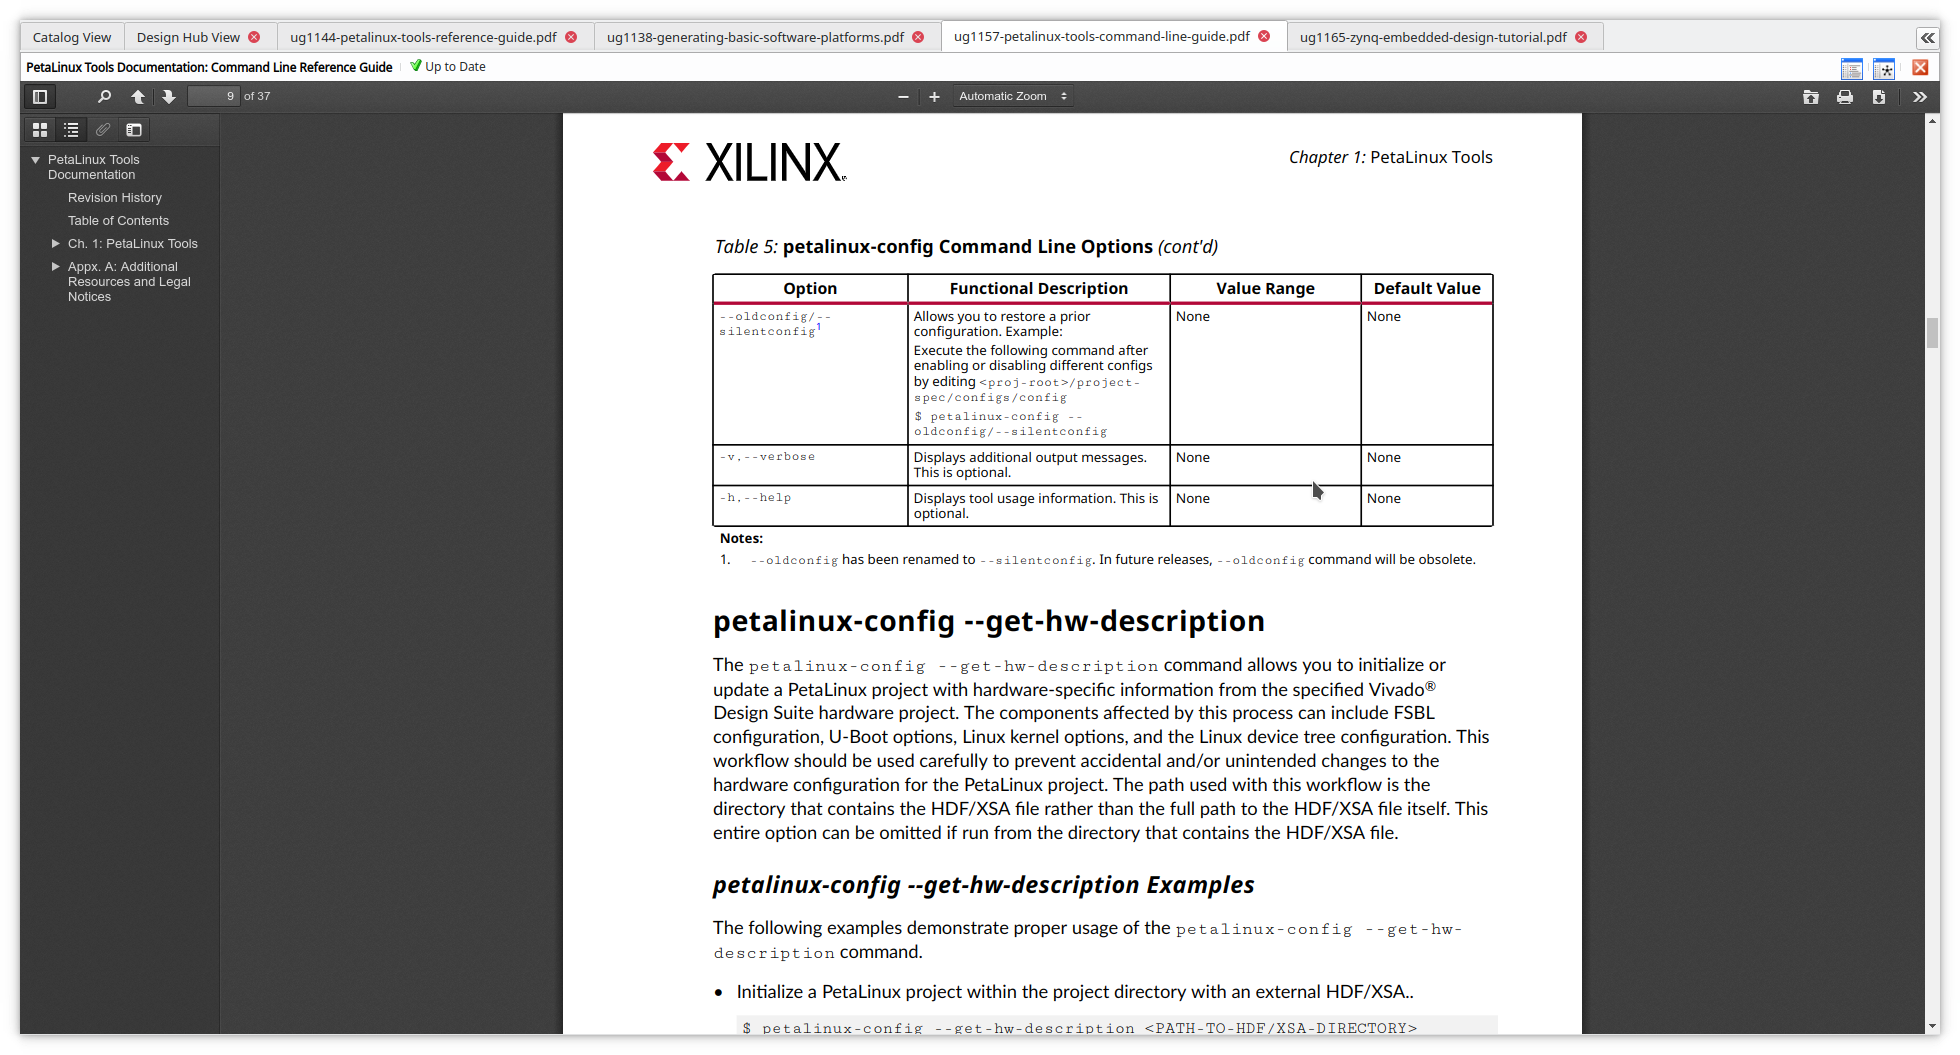 Catalog View
Design Hub View
ug1144-petalinux-tools-reference-guide.pdf
ug1138-generating-basic-software-platforms.pdf
ug1157-petalinux-tools-command-line-guide.pdf
ug1165-zynq-embedded-design-tutorial.pdf
PetaLinux Tools Documentation: Command Line Reference Guide
Up to Date
9 of 37
Automatic Zoom
PetaLinux Tools
Documentation
Revision History
Table of Contents
Ch. 1: PetaLinux Tools
Appx. A: Additional
Resources and Legal
Notices
XILINX
Chapter 1: PetaLinux Tools
Table 5: petalinux-config Command Line Options (cont'd)
Option
Functional Description
Value Range
Default Value
--oldconfig/--
silentconfig1
Allows you to restore a prior
configuration. Example:
Execute the following command after
enabling or disabling different configs
by editing <proj-root>/project-
spec/configs/config
$ petalinux-config --
oldconfig/--silentconfig
None
None
-v,--verbose
Displays additional output messages.
This is optional.
None
None
-h,--help
Displays tool usage information. This is
optional.
None
None
Notes:
1. --oldconfig has been renamed to --silentconfig. In future releases, --oldconfig command will be obsolete.
petalinux-config --get-hw-description
The petalinux-config --get-hw-description command allows you to initialize or
update a PetaLinux project with hardware-specific information from the specified Vivado®
Design Suite hardware project. The components affected by this process can include FSBL
configuration, U-Boot options, Linux kernel options, and the Linux device tree configuration. This
workflow should be used carefully to prevent accidental and/or unintended changes to the
hardware configuration for the PetaLinux project. The path used with this workflow is the
directory that contains the HDF/XSA file rather than the full path to the HDF/XSA file itself. This
entire option can be omitted if run from the directory that contains the HDF/XSA file.
petalinux-config --get-hw-description Examples
The following examples demonstrate proper usage of the petalinux-config --get-hw-
description command.
• Initialize a PetaLinux project within the project directory with an external HDF/XSA..
$ petalinux-config --get-hw-description <PATH-TO-HDF/XSA-DIRECTORY>